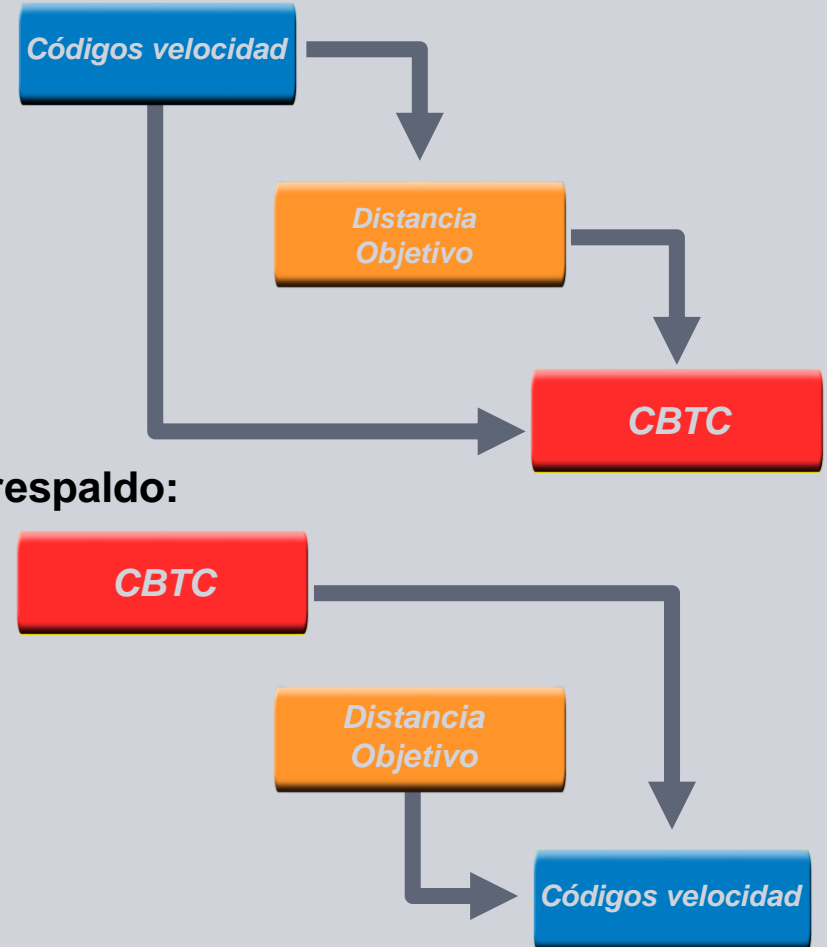 Códigos velocidad
Distancia
Objetivo
CBTC
respaldo:
CBTC
Distancia
Objetivo
Códigos velocidad